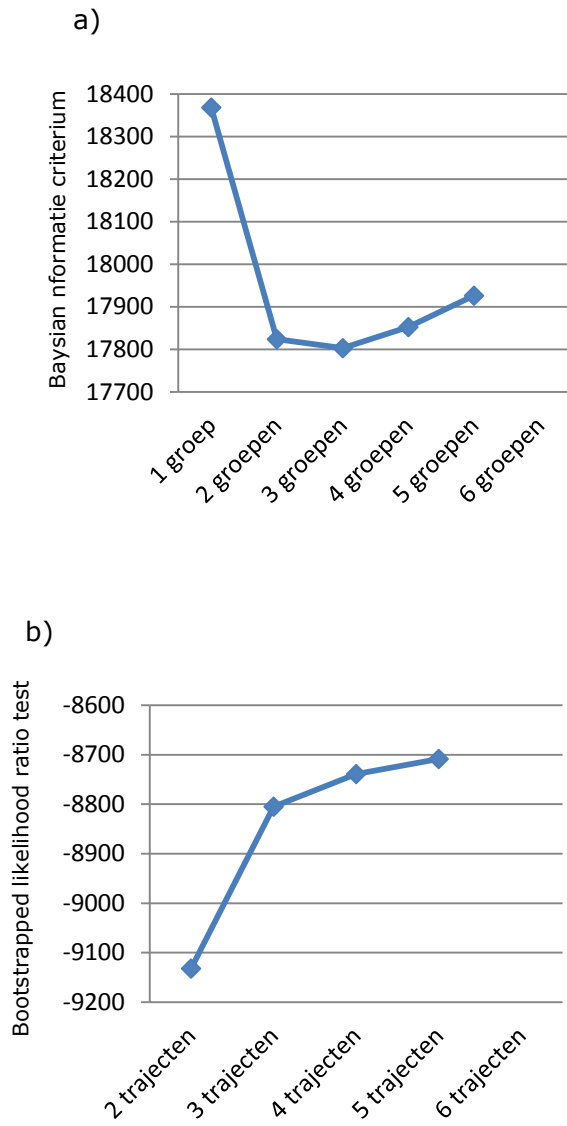 a)
Baysian nformatie criterium
18400
18300
18200
18100
18000
17900
17800
17700
1 groep
2 groepen
3 groepen
4 groepen
5 groepen
6 groepen
b)
Bootstrapped likelihood ratio test
-8600
-8700
-8800
-8900
-9000
-9100
-9200
2 trajecten
3 trajecten
4 trajecten
5 trajecten
6 trajecten